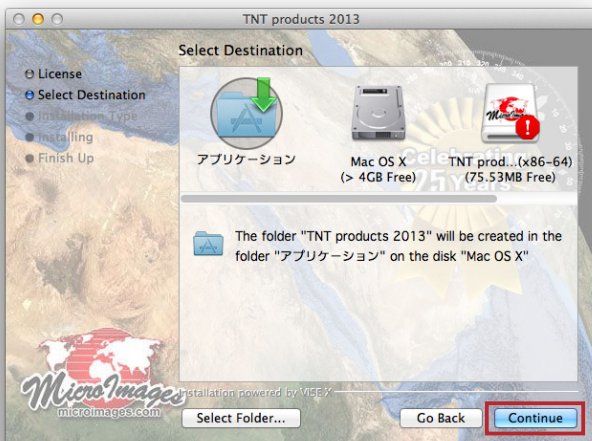 TNT products 2013
Select Destination
License
Select Destination
Installation Type
Installing
Finish Up
アプリケーション
Mac OS X
(> 4GB Free)
TNT prod...(x86-64)
(75.53MB Free)
Celebrating
25 Years
The folder "TNT products 2013" will be created in the
folder "アプリケーション" on the disk "Mac OS X"
MicroImages
microimages.com
Installation powered by VISE X
Select Folder...
Go Back
Continue